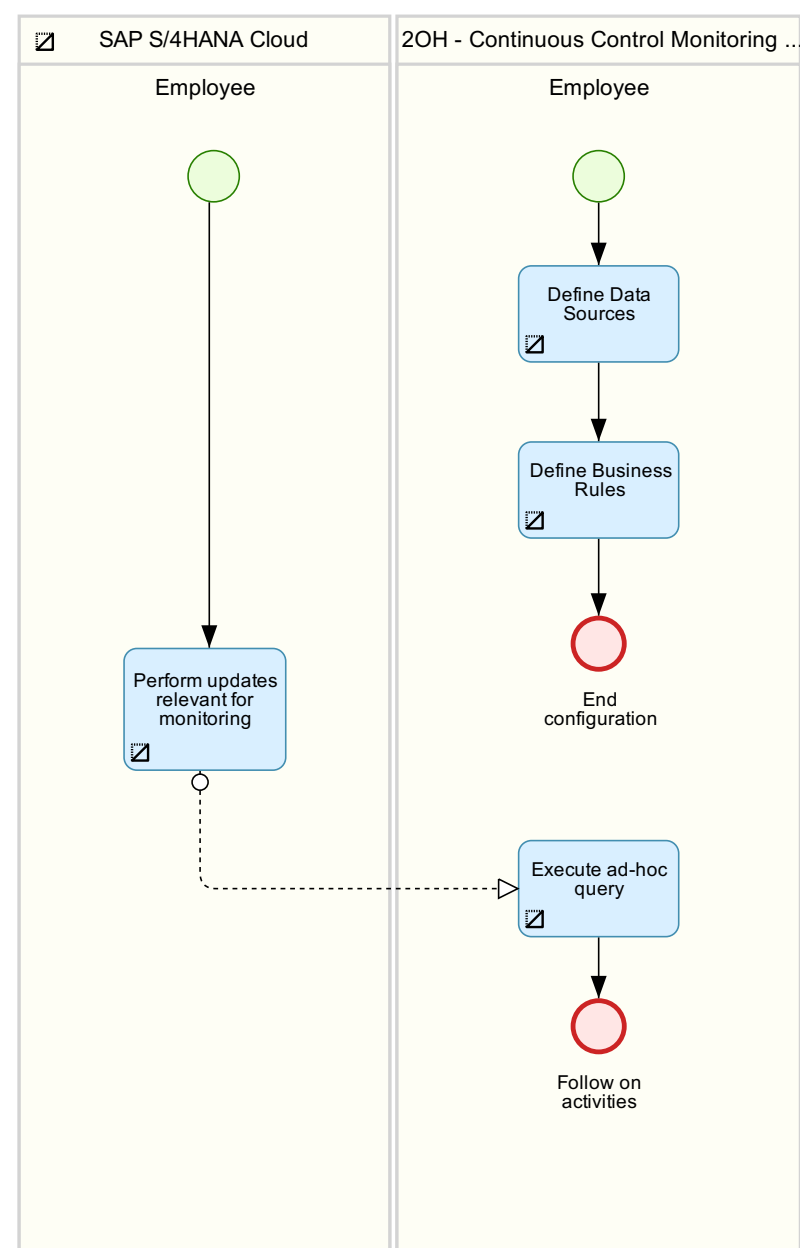 SAP S/4HANA Cloud
2OH - Continuous Control Monitoring ...
Employee
Employee
Define Data
Sources
Define Business
Rules
End
configuration
Perform updates
relevant for
monitoring
Execute ad-hoc
query
Follow on
activities